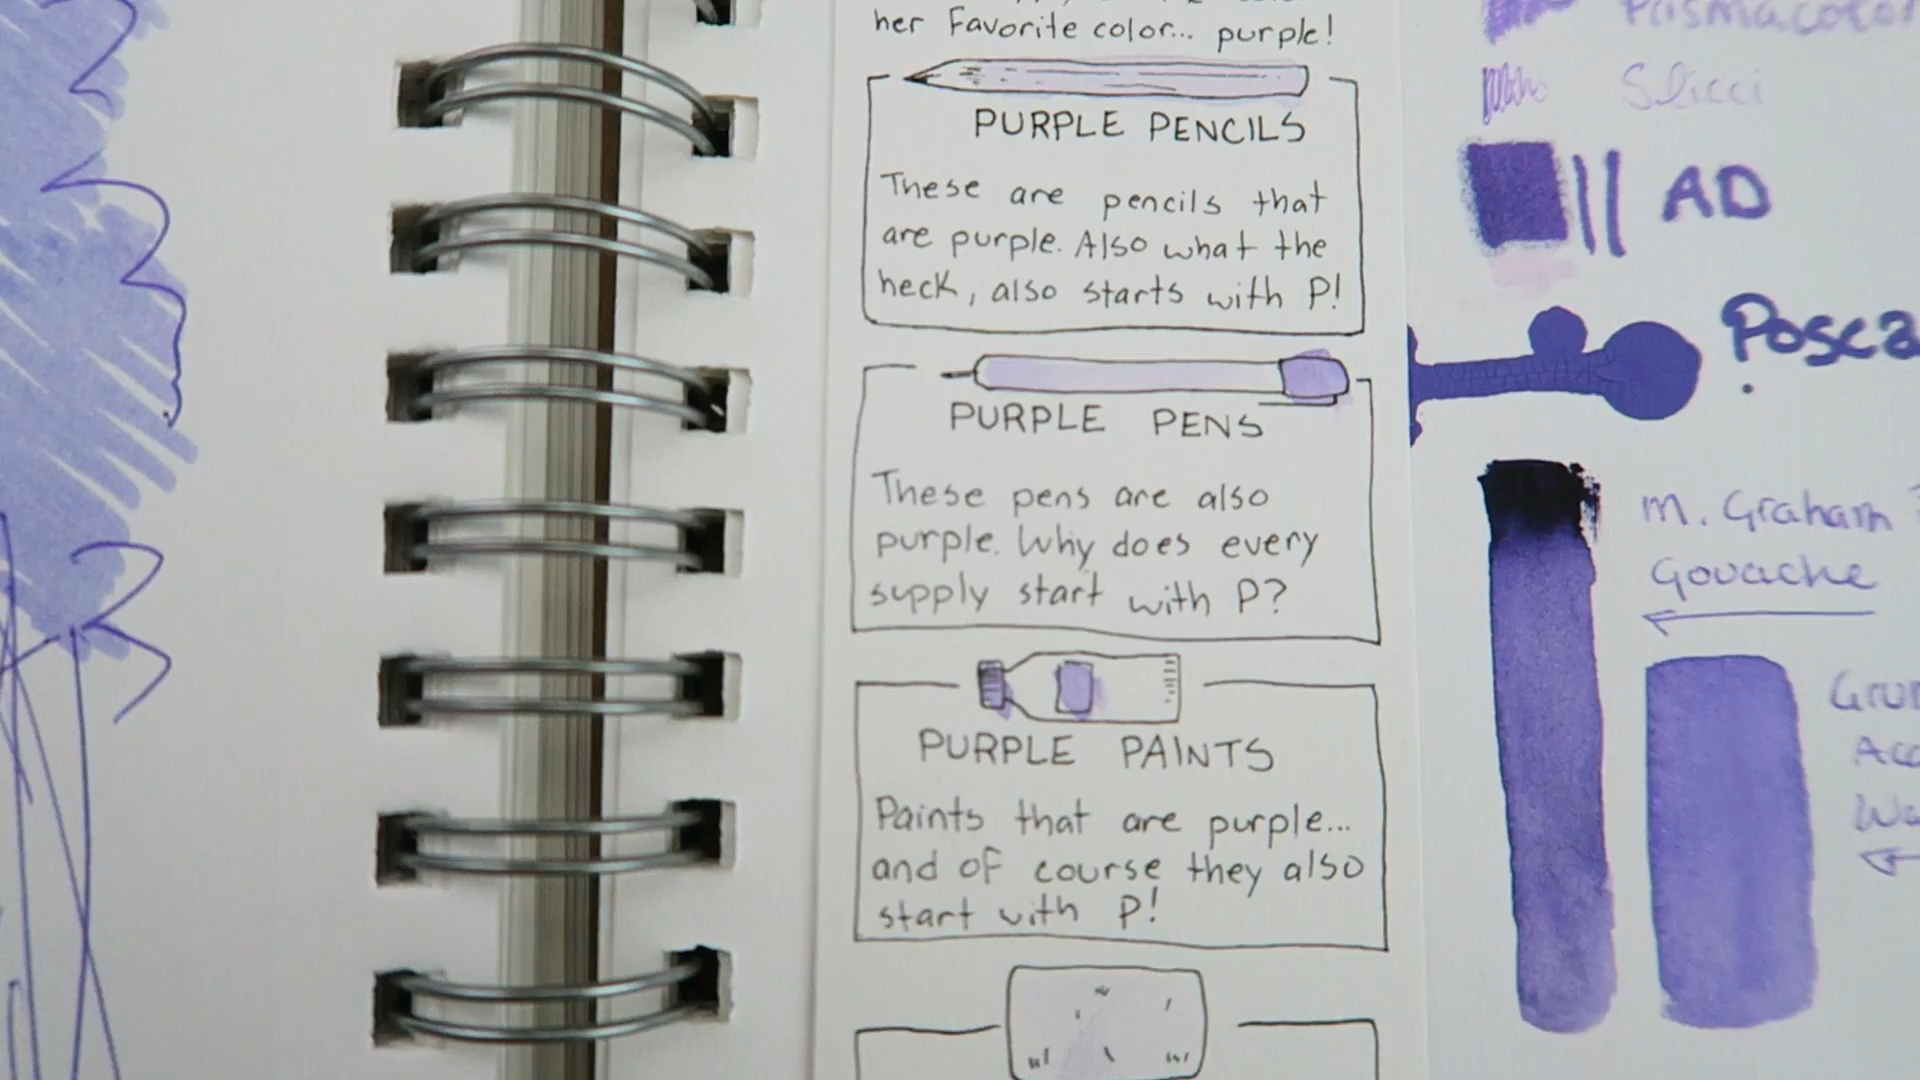 her Favorite color... purple!
PURPLE PENCILS
These are pencils that
are purple. Also what the
heck, also starts with P!
PURPLE PENS
These pens are also
purple. Why does every
supply start with P?
PURPLE PAINTS
Paints that are purple...
and of course they also
start with P!
Prismacolor
Slicci
AD
Posca
M. Graham
Gouache